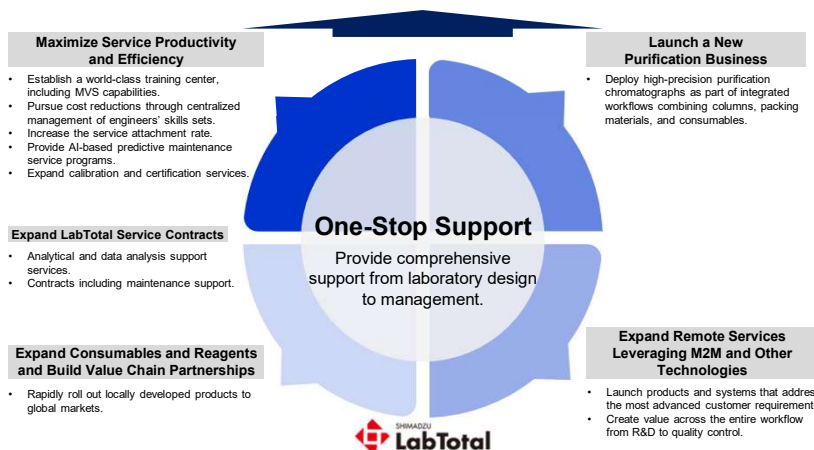 Maximize Service Productivity
and Efficiency
• Establish a world-class training center,
including MVS capabilities.
• Pursue cost reductions through centralized
management of engineers' skills sets.
• Increase the service attachment rate.
• Provide AI-based predictive maintenance
service programs.
• Expand calibration and certification services.
Expand LabTotal Service Contracts
• Analytical and data analysis support
services.
• Contracts including maintenance support.
Expand Consumables and Reagents
and Build Value Chain Partnerships
• Rapidly roll out locally developed products to
global markets.
One-Stop Support
Provide comprehensive
support from laboratory design
to management.
SHIMADZU
LabTotal
Launch a New
Purification Business
• Deploy high-precision purification
chromatographs as part of integrated
workflows combining columns, packing
materials, and consumables.
Expand Remote Services
Leveraging M2M and Other
Technologies
• Launch products and systems that addres
the most advanced customer requirement
• Create value across the entire workflow
from R&D to quality control.